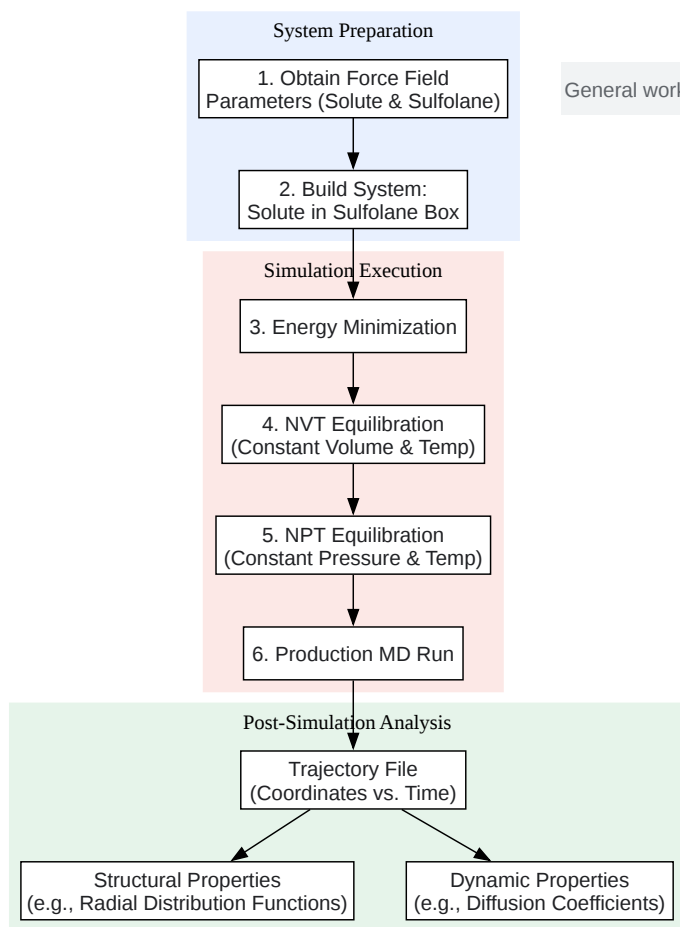 System Preparation
1. Obtain Force Field
Parameters (Solute & Sulfolane)
General
2. Build System:
Solute in Sulfolane Box
Simulation Execution
3. Energy Minimization
4. NVT Equilibration
(Constant Volume & Temp)
5. NPT Equilibration
(Constant Pressure & Temp)
6. Production MD Run
Post-Simulation Analysis
Trajectory File
(Coordinates vs. Time)
Structural Properties
(e.g., Radial Distribution Functions)
Dynamic Properties
(e.g., Diffusion Coefficients)